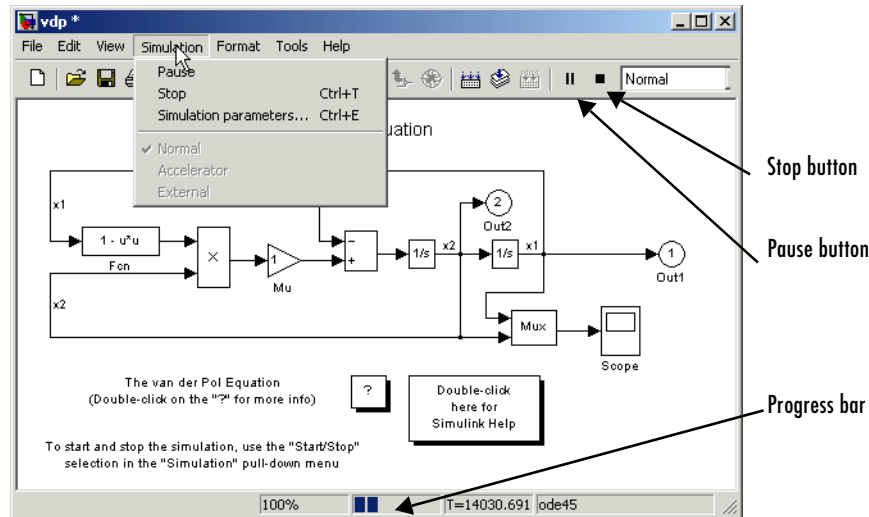 vdp *
File Edit View Simulation Format Tools Help
Normal
Pause
Stop Ctrl+T
Simulation parameters... Ctrl+E
Normal
Accelerator
External
uation
Stop button
Pause button
x1
1 - u*u
Fcn
×
1
Mu
−
+
1/s
x2
2
Out2
1/s
x1
1
Out1
x2
Mux
Scope
The van der Pol Equation
(Double-click on the "?" for more info)
?
Double-click
here for
Simulink Help
To start and stop the simulation, use the "Start/Stop"
selection in the "Simulation" pull-down menu
Progress bar
100% T=14030.691 ode45